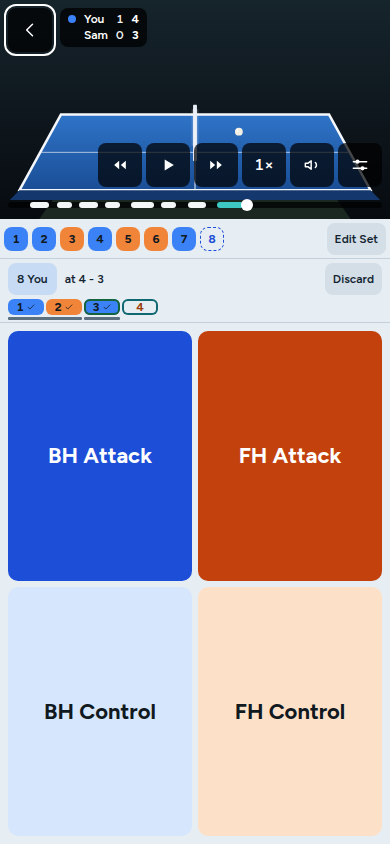 You 1 4
Sam 0 3
1×
1 2 3 4 5 6 7 8 Edit Set
8 You at 4 - 3 Discard
1 2 3 4
BH Attack FH Attack
BH Control FH Control